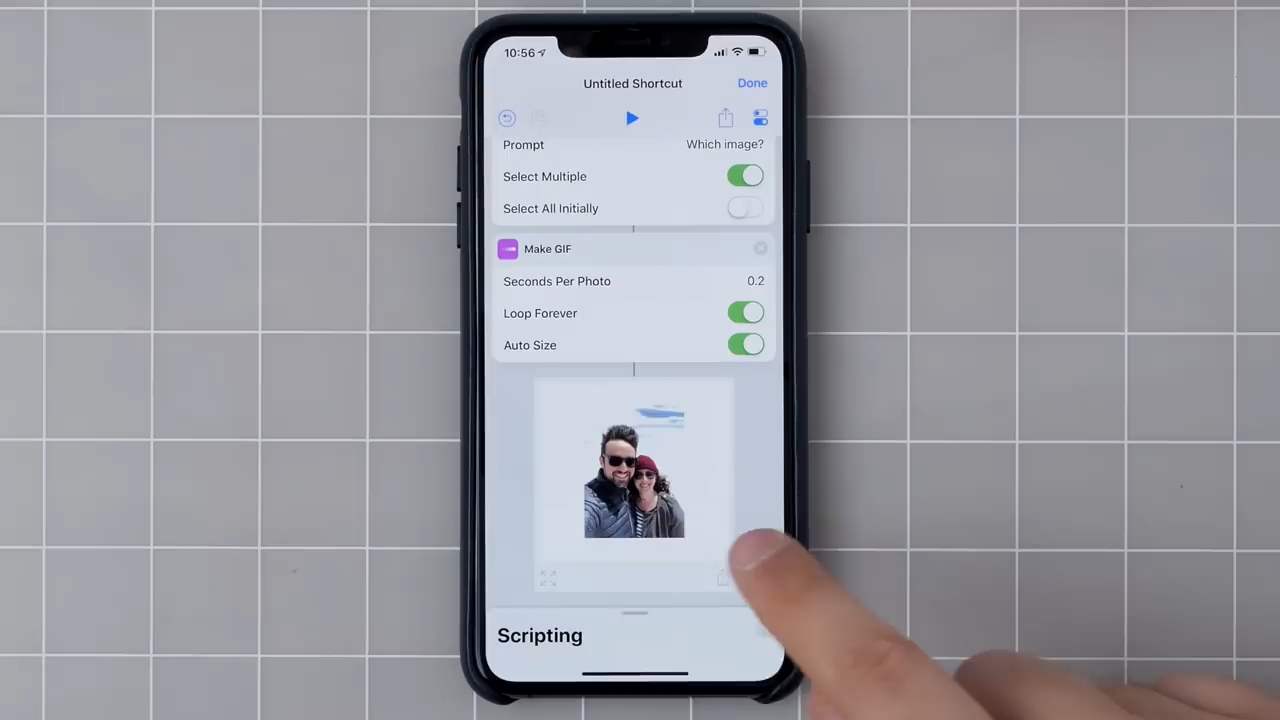 10:56
Untitled Shortcut
Done
Prompt
Which image?
Select Multiple
Select All Initially
Make GIF
Seconds Per Photo
0.2
Loop Forever
Auto Size
Scripting